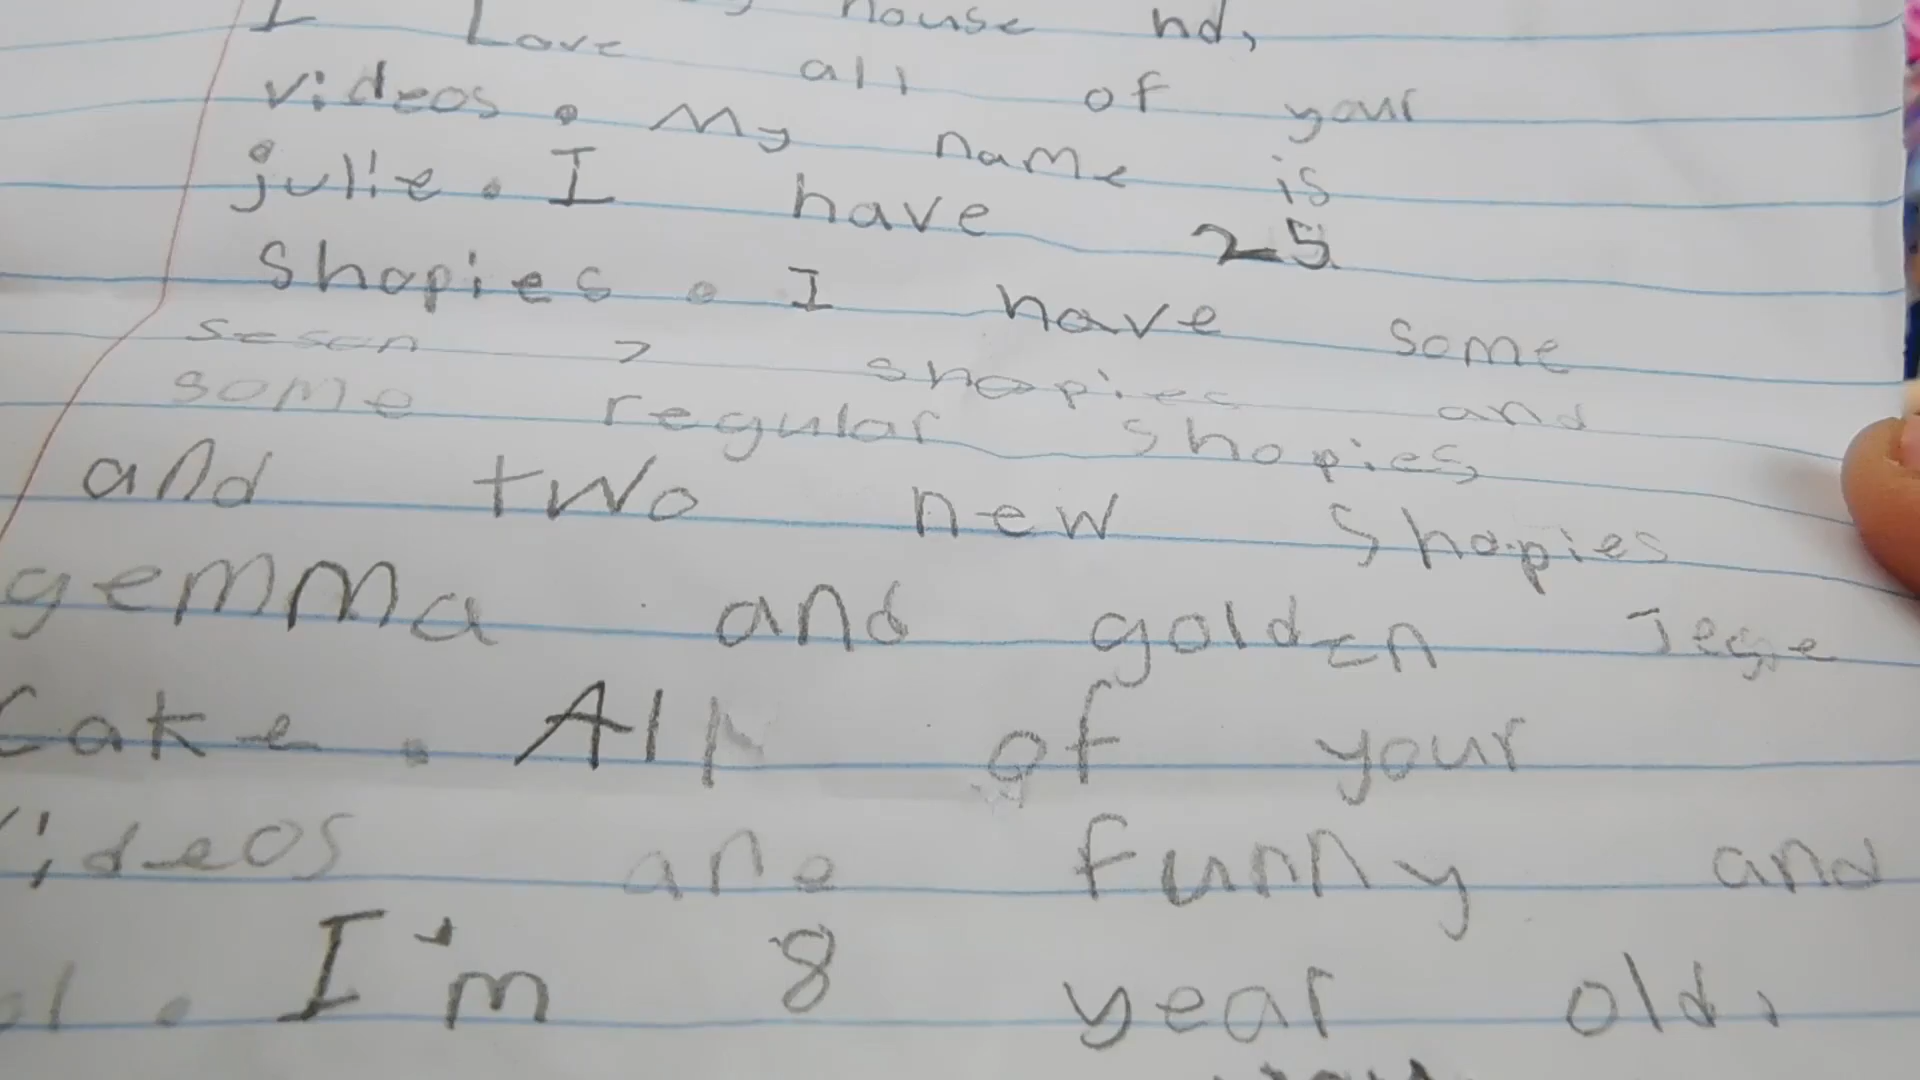 house hd,
I Love all of your
videos. My name is
julie. I have 25
Shopies. I have some
seson 7 shopies and
some regular shopies,
and two new shopies
gemma and golden
Cake. All of your
videos are funny and
I'm 8 year old,